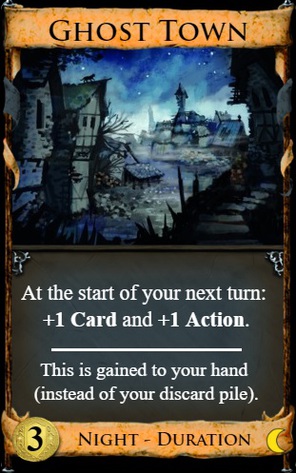 GHOST TOWN
At the start of your next turn:
+1 Card and +1 Action.
This is gained to your hand
(instead of your discard pile).
3
NIGHT - DURATION